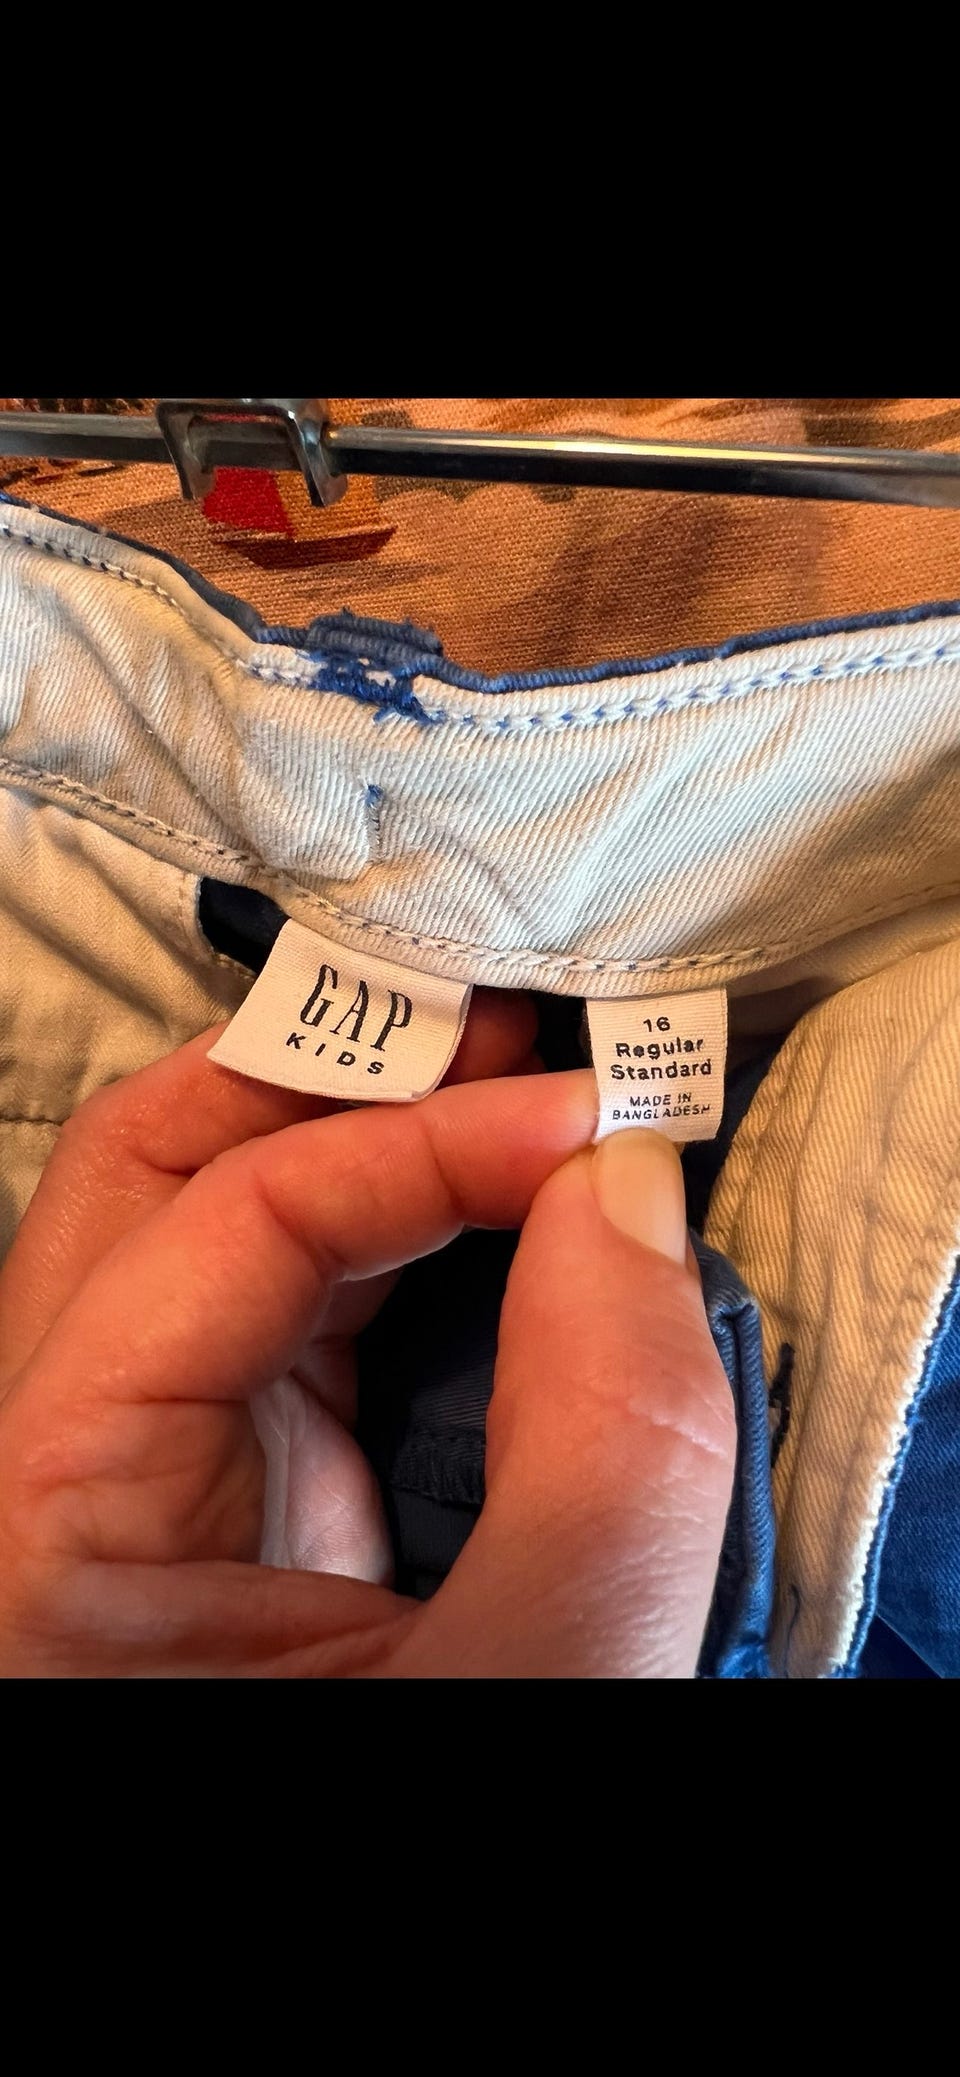 GAP
KIDS
16
Regular
Standard
MADE IN
BANGLADESH